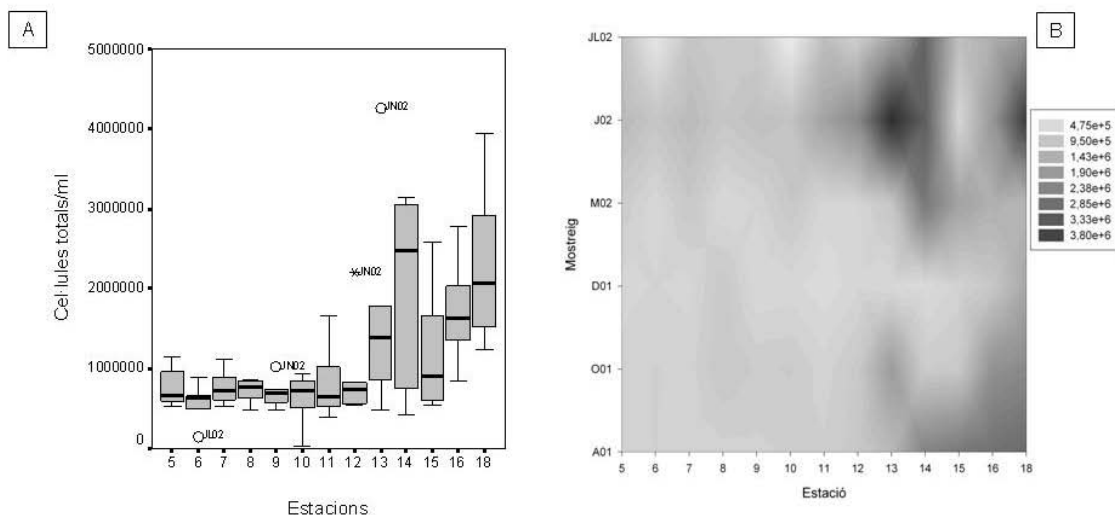 A
5000000
4000000
3000000
2000000
1000000
0
Cel·lules totals/ml
JL02
JN02
JN02
JN02
5 6 7 8 9 10 11 12 13 14 15 16 18
Estacions
B
JL02
J02
M02
D01
O01
A01
Mostreig
5 6 7 8 9 10 11 12 13 14 15 16 18
Estació
4,75e+5
9,50e+5
1,43e+6
1,90e+6
2,38e+6
2,85e+6
3,33e+6
3,80e+6